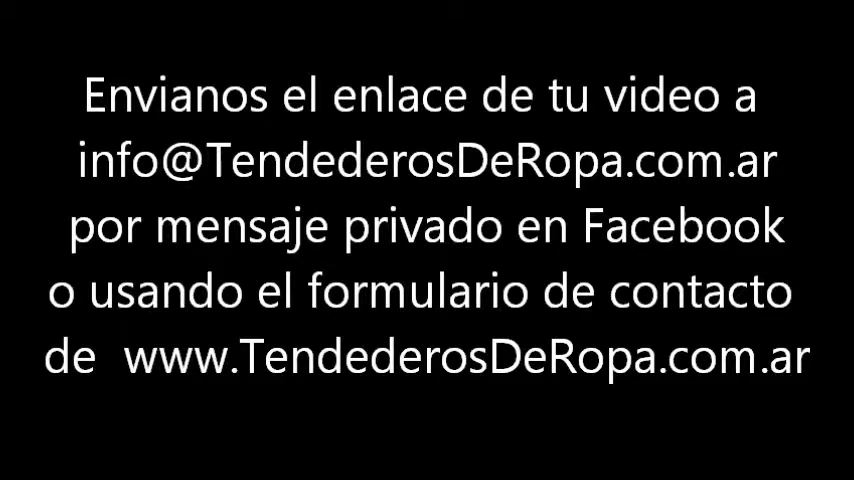 Envianos el enlace de tu video a
info@TendederosDeRopa.com.ar
por mensaje privado en Facebook
o usando el formulario de contacto
de www.TendederosDeRopa.com.ar